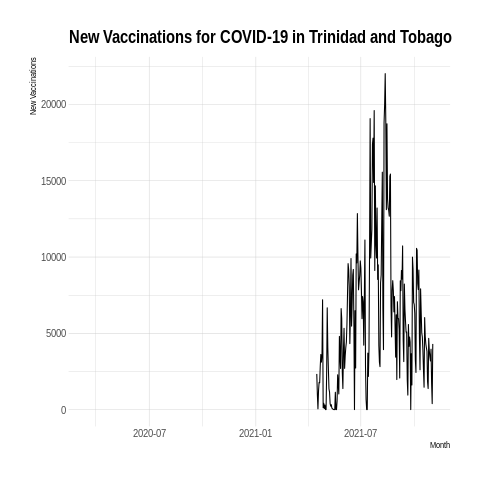 New Vaccinations for COVID-19 in Trinidad and Tobago
New Vaccinations
20000
15000
10000
5000
0
2020-07 2021-01 2021-07
Month